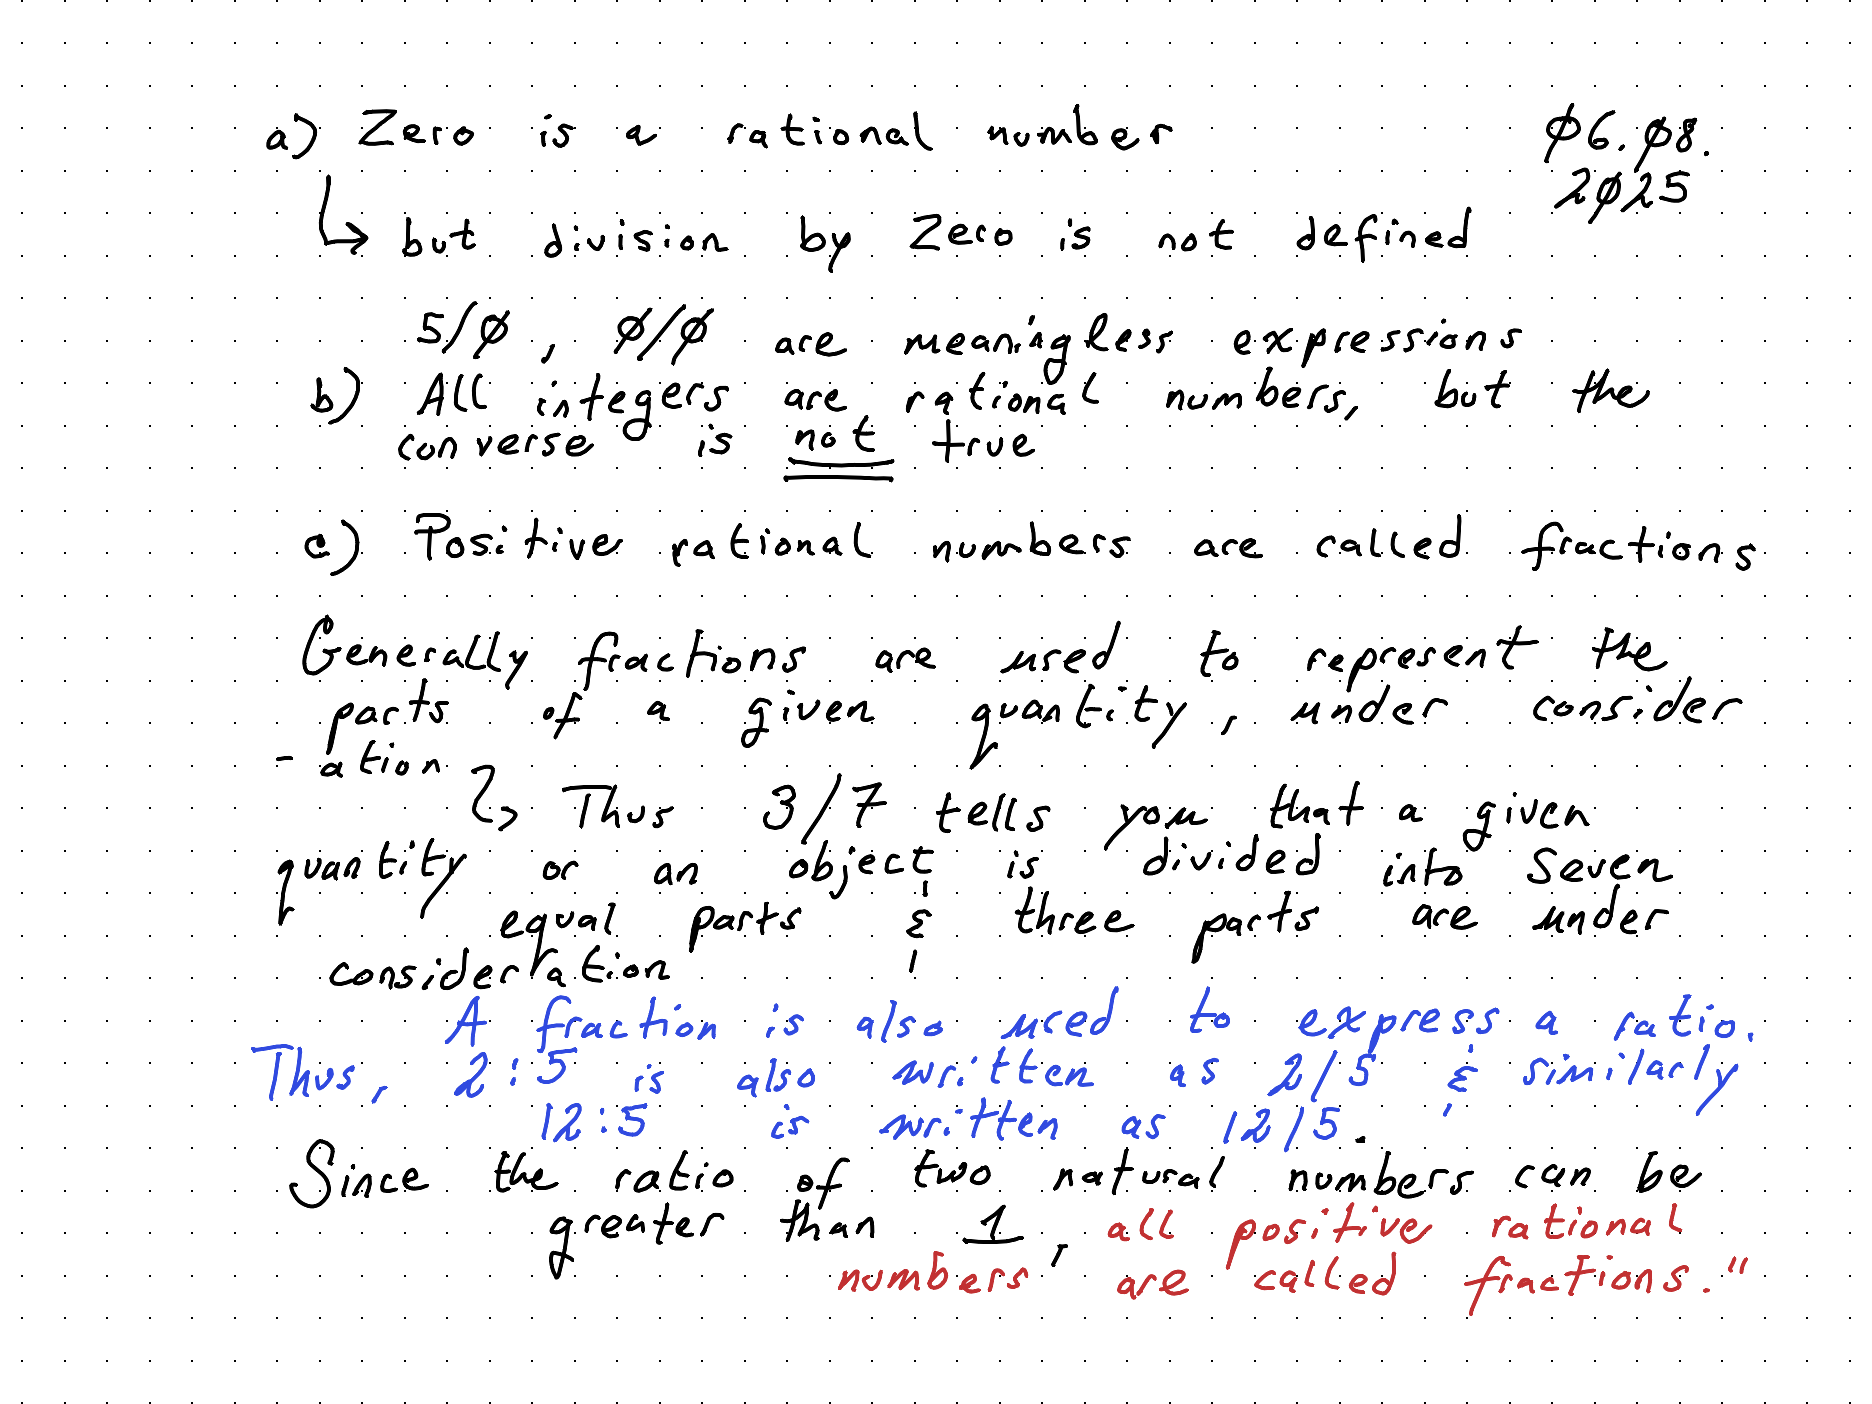 a) Zero is a rational number
Ø6.Ø8.
2Ø25
↳ but division by Zero is not defined
5/Ø, Ø/Ø are meaningless expressions
b) All integers are rational numbers, but the
converse is not true
c) Positive rational numbers are called fractions
Generally fractions are used to represent the
parts of a given quantity, under consider
- ation
↳ Thus 3/7 tells you that a given
quantity or an object is divided into Seven
equal parts & three parts are under
consideration
A fraction is also used to express a ratio.
Thus, 2:5 is also written as 2/5 & similarly
12:5 is written as 12/5.
Since the ratio of two natural numbers can be
greater than 1, all positive rational
numbers are called fractions."